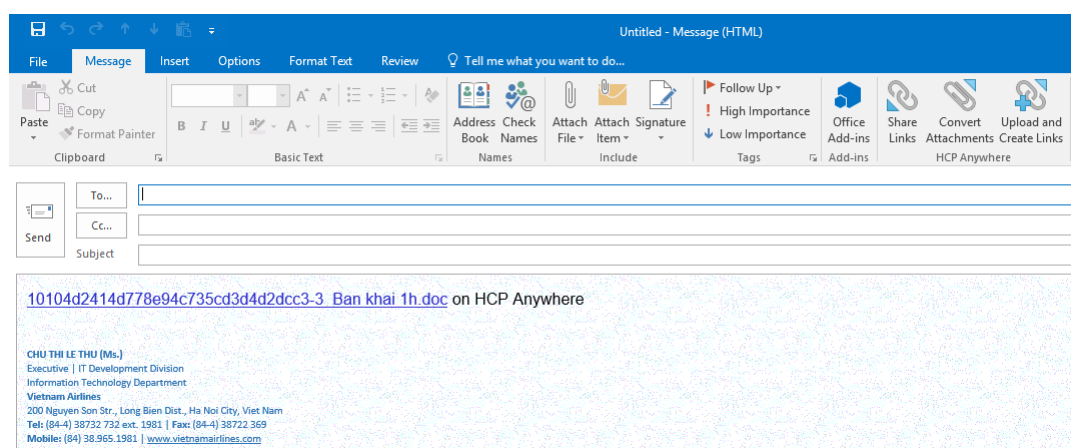 Untitled - Message (HTML)
File Message Insert Options Format Text Review Tell me what you want to do...
Paste
Cut
Copy
Format Painter
Clipboard
B I U A
Basic Text
Address Book
Check Names
Names
Attach File
Attach Item
Signature
Include
Follow Up
High Importance
Low Importance
Tags
Office Add-ins
Add-ins
Share Links
Convert Attachments
Upload and Create Links
HCP Anywhere
Send
To...
Cc...
Subject
10104d2414d778e94c735cd3d4d2dcc3-3_Ban khai 1h.doc on HCP Anywhere
CHU THI LE THU (Ms.)
Executive | IT Development Division
Information Technology Department
Vietnam Airlines
200 Nguyen Son Str., Long Bien Dist., Ha Noi City, Viet Nam
Tel: (84-4) 38732 732 ext. 1981 | Fax: (84-4) 38722 369
Mobile: (84) 38.965.1981 | www.vietnamairlines.com